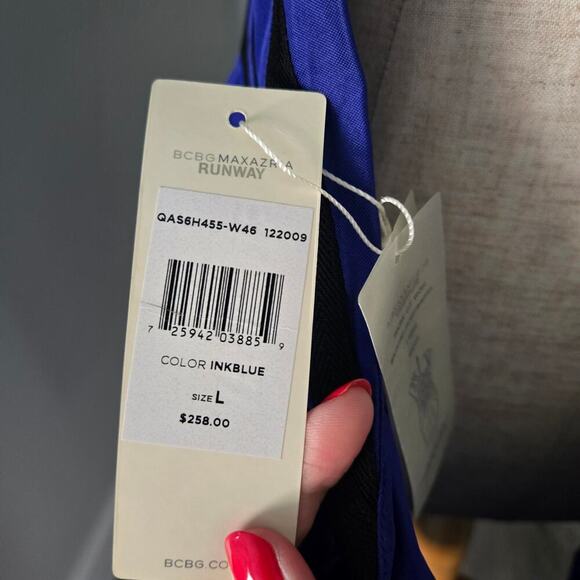 BCBGMAXAZRIA
RUNWAY
QAS6H455-W46 122009
7 25942 03885 9
COLOR INKBLUE
SIZE L
$258.00
BCBG.CO